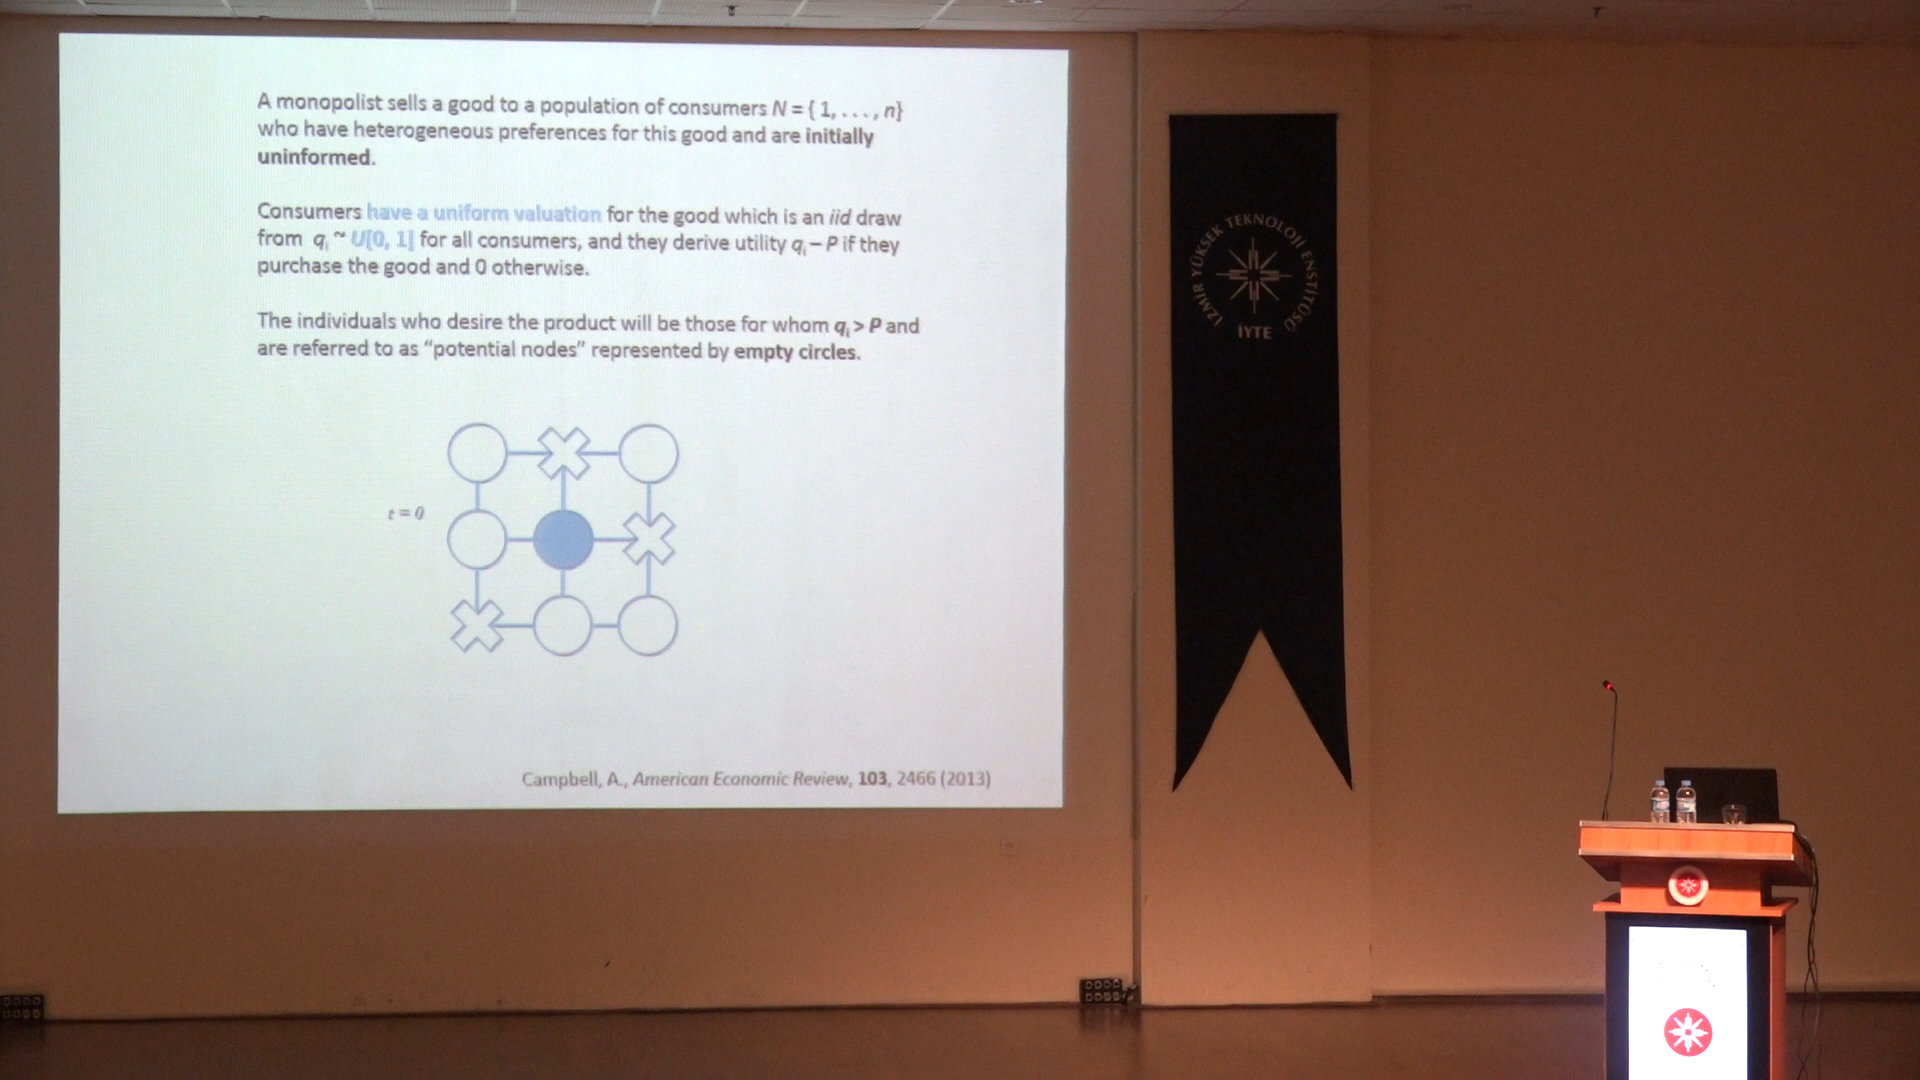 A monopolist sells a good to a population of consumers N = { 1, . . . , n}
who have heterogeneous preferences for this good and are initially
uninformed.
Consumers have a uniform valuation for the good which is an iid draw
from qᵢ ~ U[0, 1] for all consumers, and they derive utility qᵢ – P if they
purchase the good and 0 otherwise.
The individuals who desire the product will be those for whom qᵢ > P and
are referred to as “potential nodes” represented by empty circles.
t = 0
Campbell, A., American Economic Review, 103, 2466 (2013)
İZMİR YÜKSEK TEKNOLOJİ ENSTİTÜSÜ
İYTE